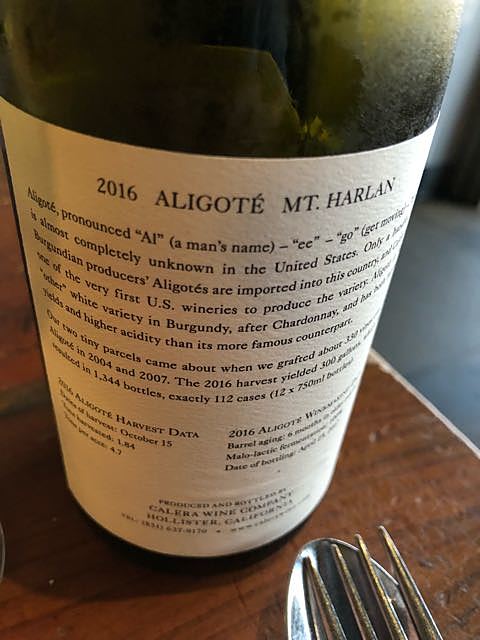 2016 ALIGOTÉ MT. HARLAN
Aligoté, pronounced “Al” (a man’s name) – “ee” – “go” (get moving)
is almost completely unknown in the United States. Only a
Burgundian producers’ Aligotés are imported into this country, and
one of the very first U.S. wineries to produce the variety.
“other” white variety in Burgundy, after Chardonnay, and has
yields and higher acidity than its more famous counterpart.
Our two tiny parcels came about when we grafted about 350
Aligoté in 2004 and 2007. The 2016 harvest yielded 300 gallons,
resulted in 1,344 bottles, exactly 112 cases (12 x 750ml bottles)
2016 ALIGOTÉ HARVEST DATA
Dates of harvest: October 15
Tons harvested: 1.84
Tons per acre: 4.7
2016 ALIGOTÉ
Barrel aging: 6 months in
Malo-lactic fermentation:
Date of bottling: April
PRODUCED AND BOTTLED BY
CALERA WINE COMPANY
HOLLISTER, CALIFORNIA
TEL: (831) 637-9170 •